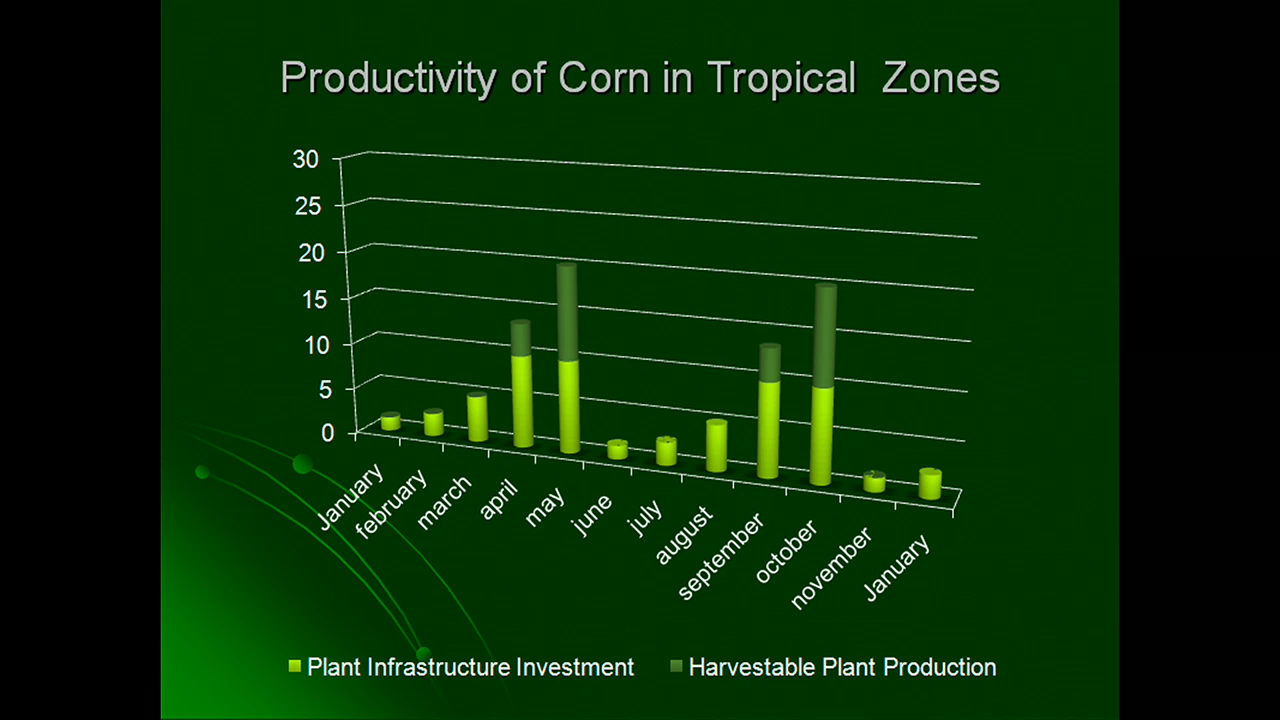 Productivity of Corn in Tropical  Zones
30
25
20
15
10
5
0
January
february
march
april
may
june
july
august
september
october
november
January
Plant Infrastructure Investment
Harvestable Plant Production